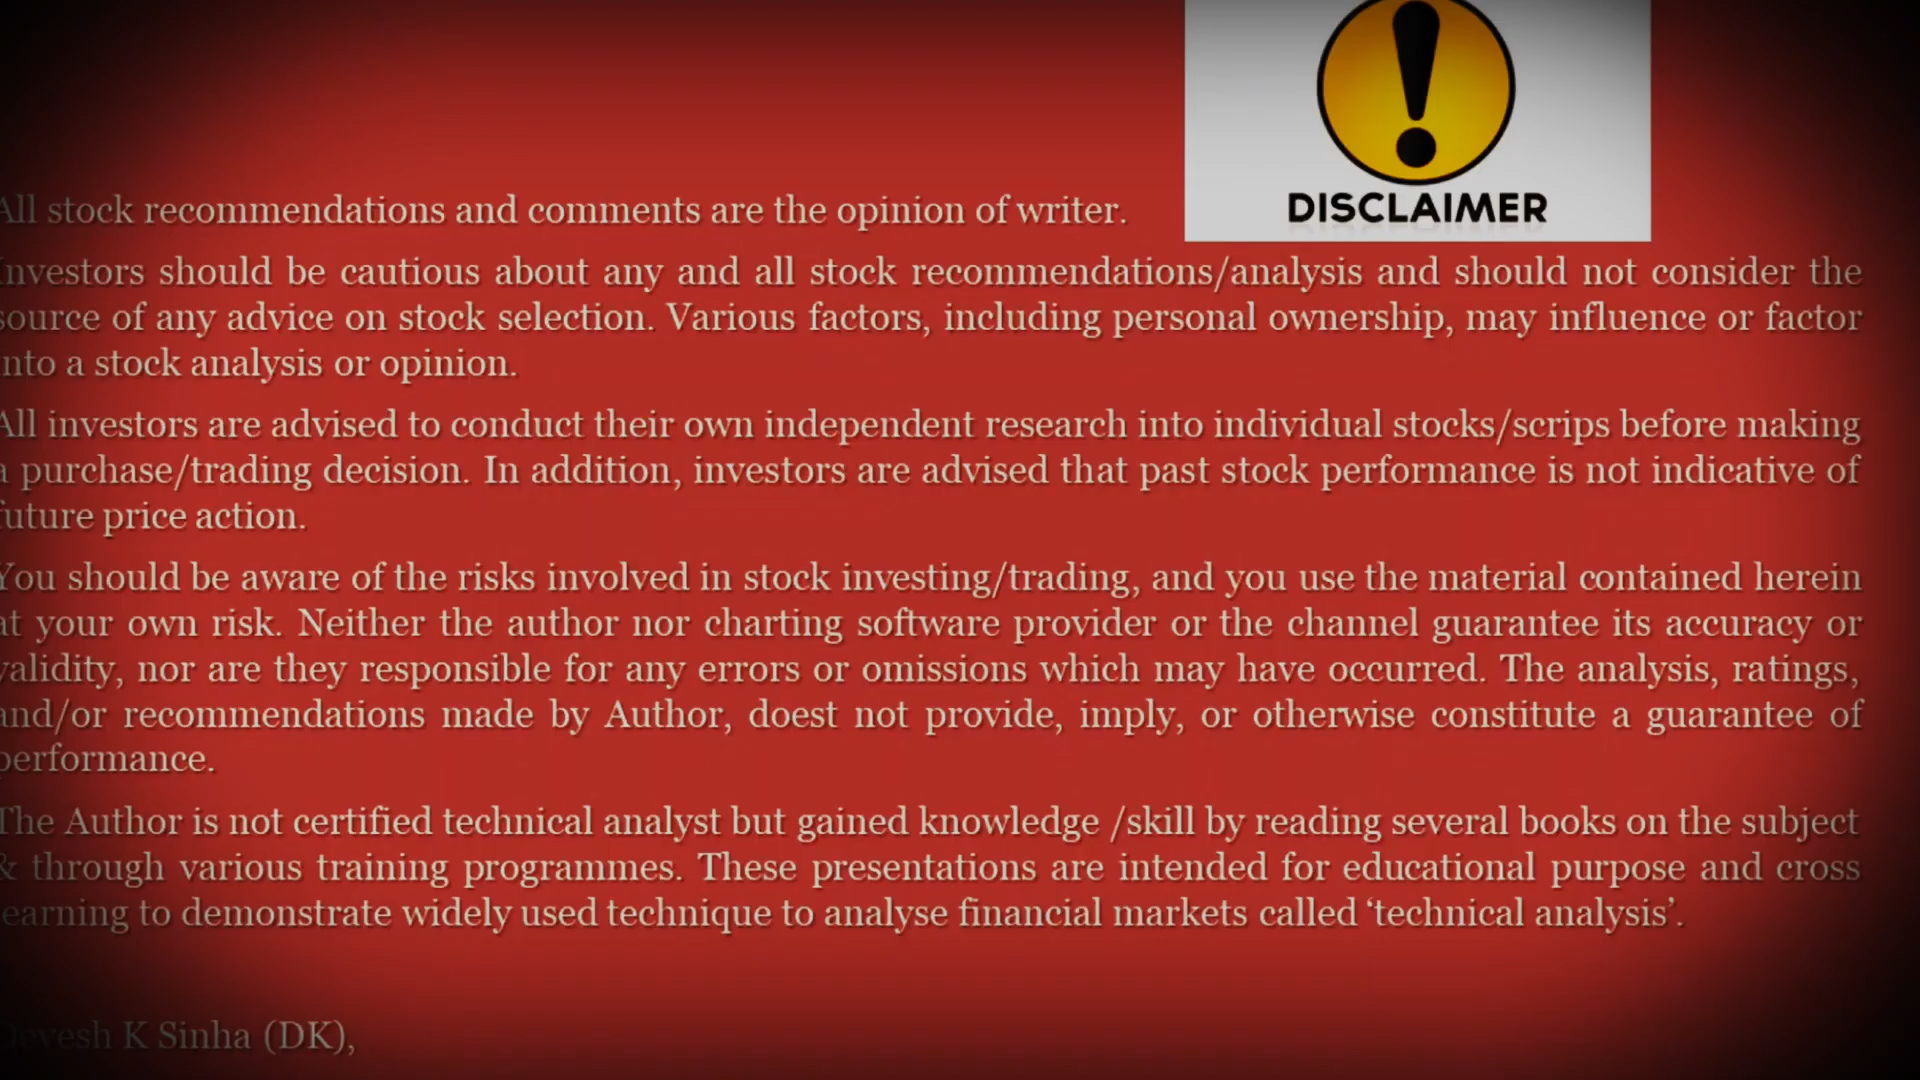 DISCLAIMER
All stock recommendations and comments are the opinion of writer.
Investors should be cautious about any and all stock recommendations/analysis and should not consider the
source of any advice on stock selection. Various factors, including personal ownership, may influence or factor
into a stock analysis or opinion.
All investors are advised to conduct their own independent research into individual stocks/scrips before making
a purchase/trading decision. In addition, investors are advised that past stock performance is not indicative of
future price action.
You should be aware of the risks involved in stock investing/trading, and you use the material contained herein
at your own risk. Neither the author nor charting software provider or the channel guarantee its accuracy or
validity, nor are they responsible for any errors or omissions which may have occurred. The analysis, ratings,
and/or recommendations made by Author, doest not provide, imply, or otherwise constitute a guarantee of
performance.
The Author is not certified technical analyst but gained knowledge /skill by reading several books on the subject
& through various training programmes. These presentations are intended for educational purpose and cross
learning to demonstrate widely used technique to analyse financial markets called ‘technical analysis’.
Devesh K Sinha (DK),